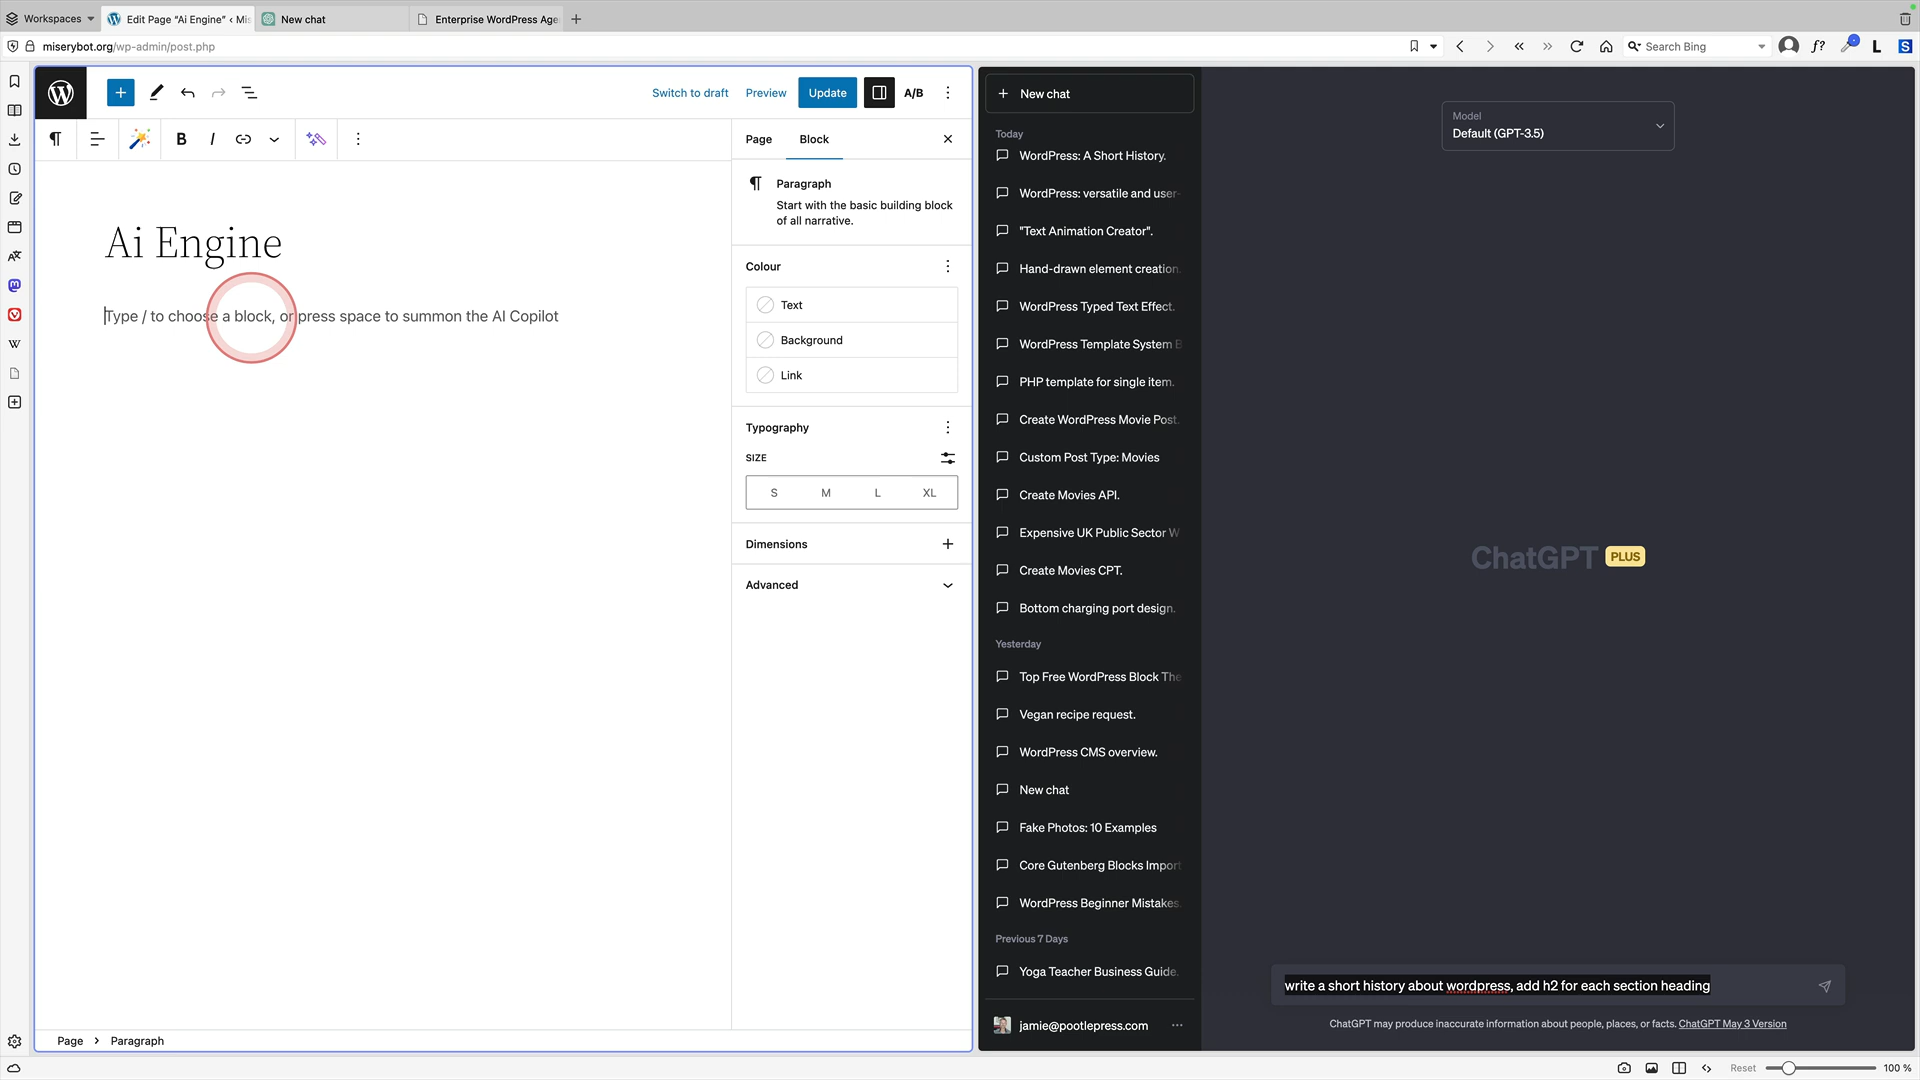 Workspaces
Edit Page “Ai Engine” ‹ Mis
New chat
Enterprise WordPress Age
miserybot.org/wp-admin/post.php
Search Bing
f?
L
S
Switch to draft
Preview
Update
A/B
B
I
Page
Block
Paragraph
Start with the basic building block
of all narrative.
Ai Engine
Type / to choose a block, or press space to summon the AI Copilot
Colour
Text
Background
Link
Typography
SIZE
S
M
L
XL
Dimensions
Advanced
Page
Paragraph
New chat
Today
WordPress: A Short History.
WordPress: versatile and user-
"Text Animation Creator".
Hand-drawn element creation.
WordPress Typed Text Effect.
WordPress Template System B
PHP template for single item.
Create WordPress Movie Post.
Custom Post Type: Movies
Create Movies API.
Expensive UK Public Sector W
Create Movies CPT.
Bottom charging port design.
Yesterday
Top Free WordPress Block The
Vegan recipe request.
WordPress CMS overview.
New chat
Fake Photos: 10 Examples
Core Gutenberg Blocks Import
WordPress Beginner Mistakes.
Previous 7 Days
Yoga Teacher Business Guide.
jamie@pootlepress.com
Model
Default (GPT-3.5)
ChatGPT PLUS
write a short history about wordpress, add h2 for each section heading
ChatGPT may produce inaccurate information about people, places, or facts. ChatGPT May 3 Version
Reset
100 %